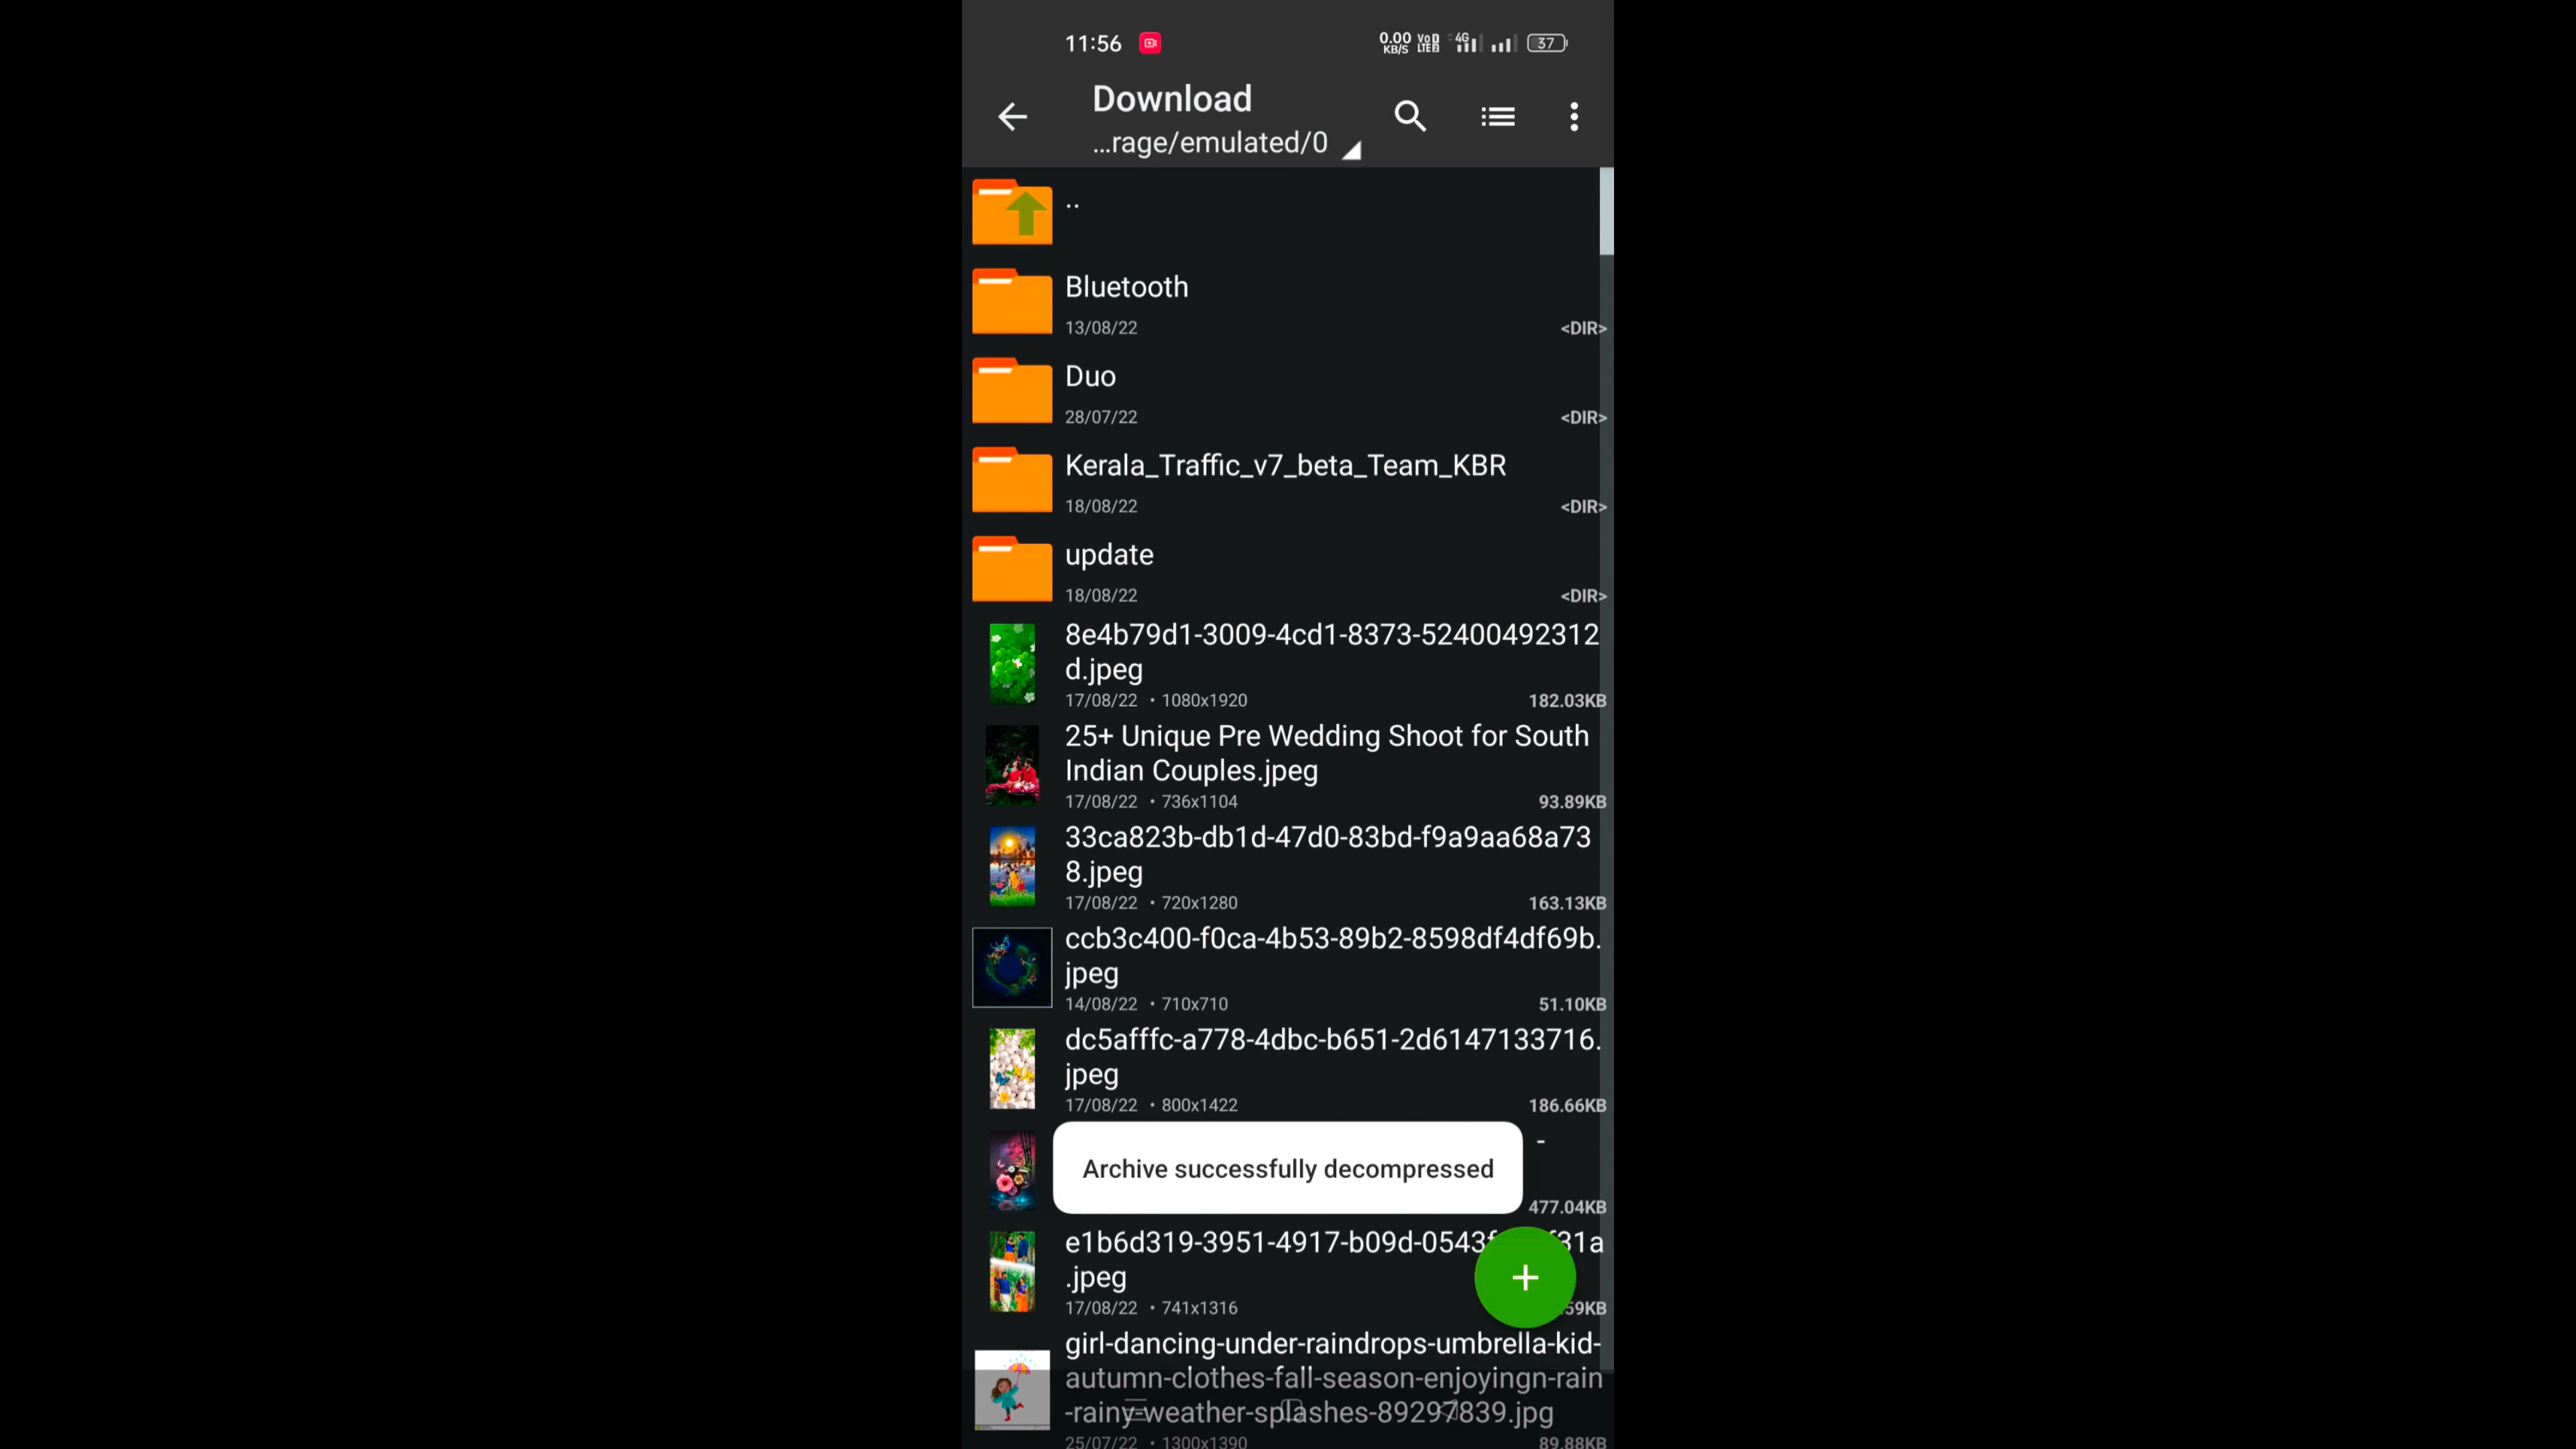 11:56
0.00 KB/S
4G
37
Download
...rage/emulated/0
..
Bluetooth
13/08/22 <DIR>
Duo
28/07/22 <DIR>
Kerala_Traffic_v7_beta_Team_KBR
18/08/22 <DIR>
update
18/08/22 <DIR>
8e4b79d1-3009-4cd1-8373-52400492312
d.jpeg
17/08/22 • 1080x1920 182.03KB
25+ Unique Pre Wedding Shoot for South
Indian Couples.jpeg
17/08/22 • 736x1104 93.89KB
33ca823b-db1d-47d0-83bd-f9a9aa68a73
8.jpeg
17/08/22 • 720x1280 163.13KB
ccb3c400-f0ca-4b53-89b2-8598df4df69b.
jpeg
14/08/22 • 710x710 51.10KB
dc5afffc-a778-4dbc-b651-2d6147133716.
jpeg
17/08/22 • 800x1422 186.66KB
-
Archive successfully decompressed
477.04KB
.jpeg
17/08/22 • 741x1316
girl-dancing-under-raindrops-umbrella-kid-
autumn-clothes-fall-season-enjoyingn-rain
-rainy-weather-splashes-89297839.jpg
25/07/22 • 1300x1390 89.88KB